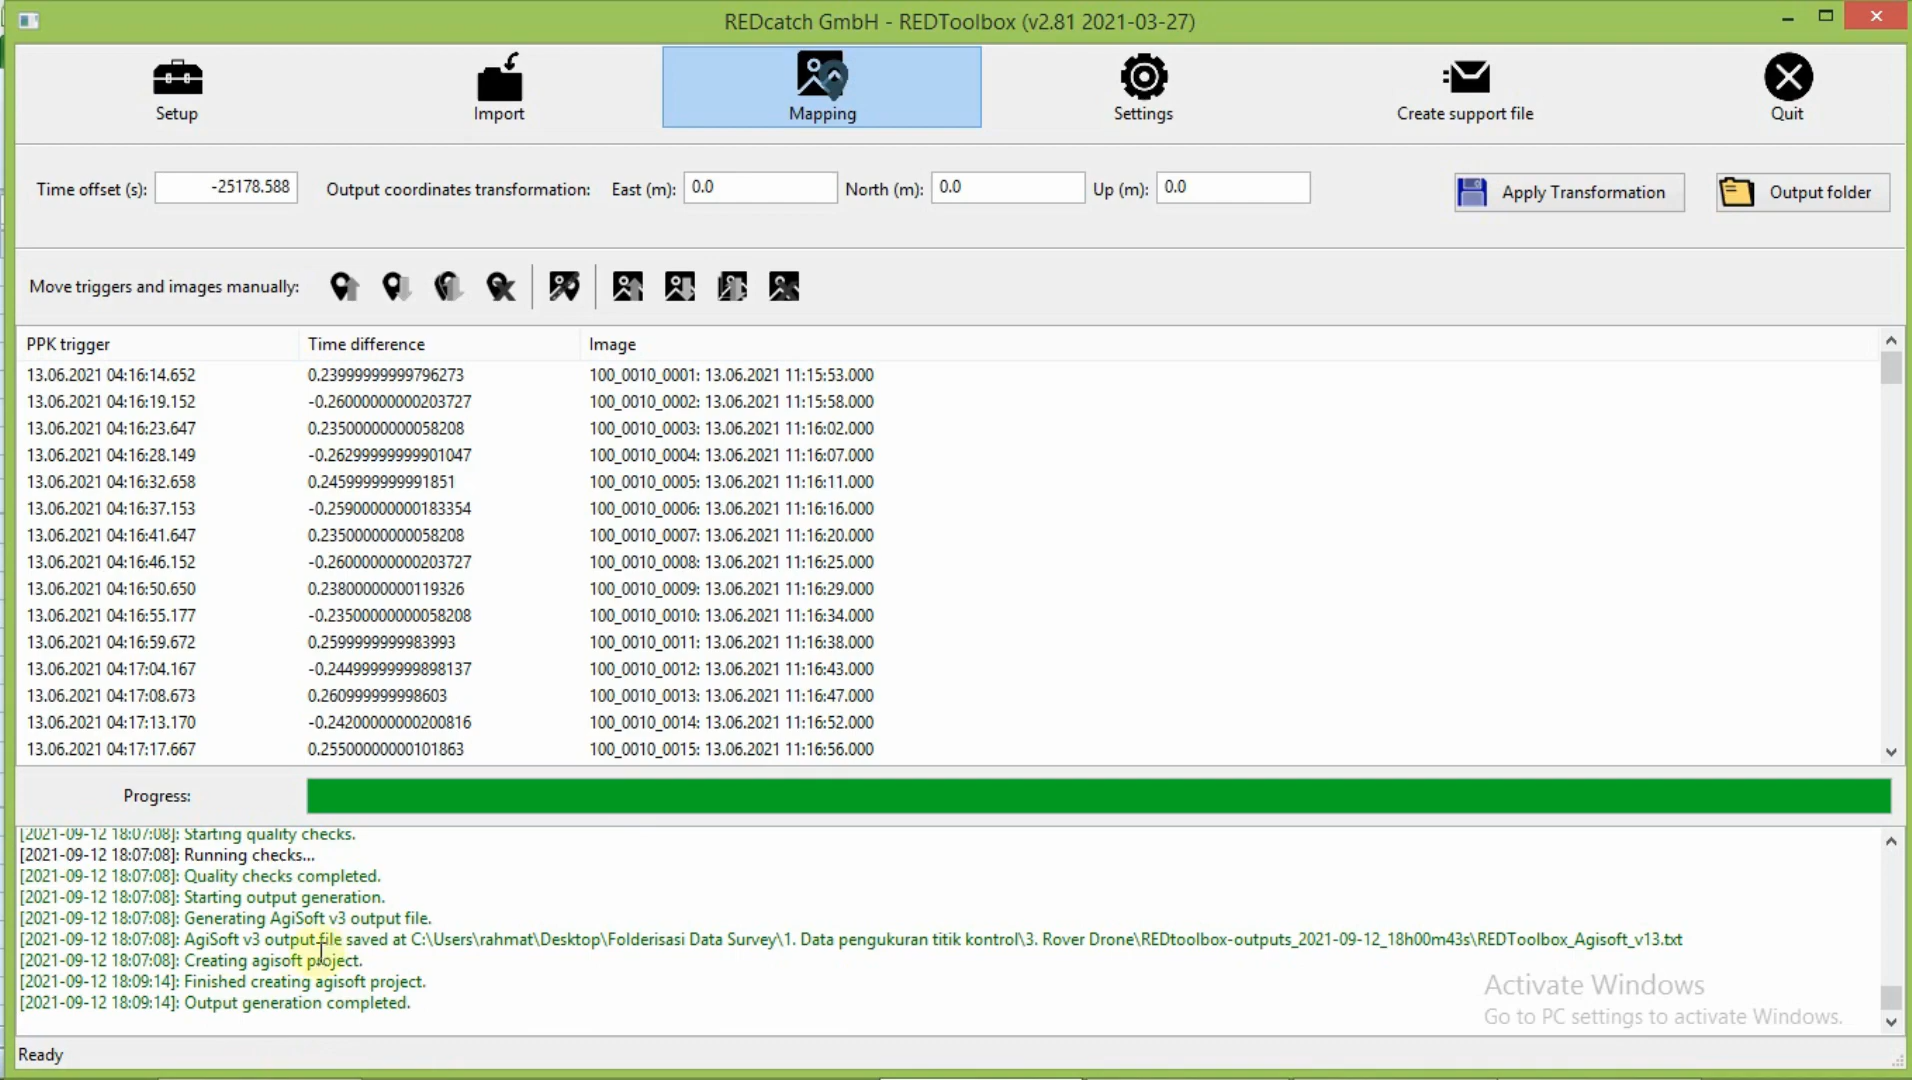 REDcatch GmbH - REDToolbox (v2.81 2021-03-27)
Setup
Import
Mapping
Settings
Create support file
Quit
Time offset (s): -25178.588 Output coordinates transformation: East (m): 0.0 North (m): 0.0 Up (m): 0.0 Apply Transformation Output folder
Move triggers and images manually:
PPK trigger Time difference Image
13.06.2021 04:16:14.652 0.23999999999796273 100_0010_0001: 13.06.2021 11:15:53.000
13.06.2021 04:16:19.152 -0.26000000000203727 100_0010_0002: 13.06.2021 11:15:58.000
13.06.2021 04:16:23.647 0.23500000000058208 100_0010_0003: 13.06.2021 11:16:02.000
13.06.2021 04:16:28.149 -0.26299999999901047 100_0010_0004: 13.06.2021 11:16:07.000
13.06.2021 04:16:32.658 0.2459999999991851 100_0010_0005: 13.06.2021 11:16:11.000
13.06.2021 04:16:37.153 -0.25900000000183354 100_0010_0006: 13.06.2021 11:16:16.000
13.06.2021 04:16:41.647 0.23500000000058208 100_0010_0007: 13.06.2021 11:16:20.000
13.06.2021 04:16:46.152 -0.26000000000203727 100_0010_0008: 13.06.2021 11:16:25.000
13.06.2021 04:16:50.650 0.23800000000119326 100_0010_0009: 13.06.2021 11:16:29.000
13.06.2021 04:16:55.177 -0.23500000000058208 100_0010_0010: 13.06.2021 11:16:34.000
13.06.2021 04:16:59.672 0.2599999999983993 100_0010_0011: 13.06.2021 11:16:38.000
13.06.2021 04:17:04.167 -0.24499999999898137 100_0010_0012: 13.06.2021 11:16:43.000
13.06.2021 04:17:08.673 0.260999999998603 100_0010_0013: 13.06.2021 11:16:47.000
13.06.2021 04:17:13.170 -0.24200000000200816 100_0010_0014: 13.06.2021 11:16:52.000
13.06.2021 04:17:17.667 0.25500000000101863 100_0010_0015: 13.06.2021 11:16:56.000
Progress:
[2021-09-12 18:07:08]: Starting quality checks.
[2021-09-12 18:07:08]: Running checks...
[2021-09-12 18:07:08]: Quality checks completed.
[2021-09-12 18:07:08]: Starting output generation.
[2021-09-12 18:07:08]: Generating AgiSoft v3 output file.
[2021-09-12 18:07:08]: AgiSoft v3 output file saved at C:\Users\rahmat\Desktop\Folderisasi Data Survey\1. Data pengukuran titik kontrol\3. Rover Drone\REDtoolbox-outputs_2021-09-12_18h00m43s\REDToolbox_Agisoft_v13.txt
[2021-09-12 18:07:08]: Creating agisoft project.
[2021-09-12 18:09:14]: Finished creating agisoft project.
[2021-09-12 18:09:14]: Output generation completed.
Activate Windows
Go to PC settings to activate Windows.
Ready